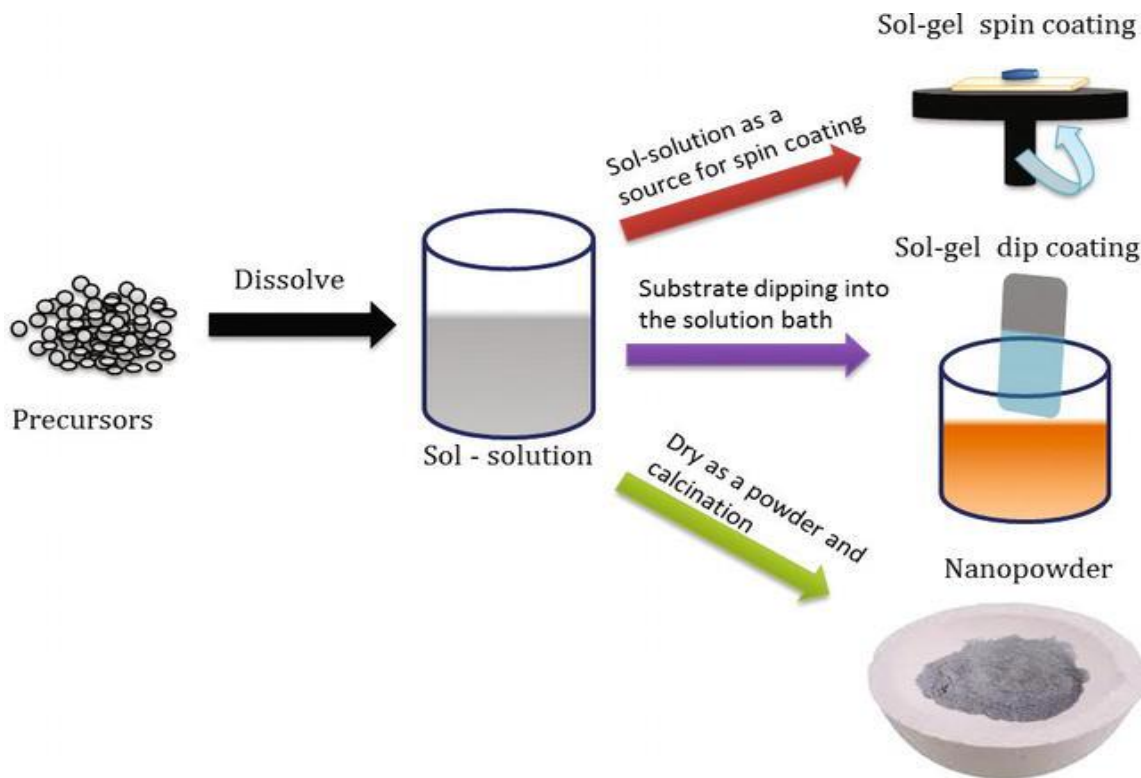 Sol-gel spin coating
Sol-solution as a
source for spin coating
Dissolve
Precursors
Sol - solution
Substrate dipping into
the solution bath
Sol-gel dip coating
Dry as a powder and
calcination
Nanopowder